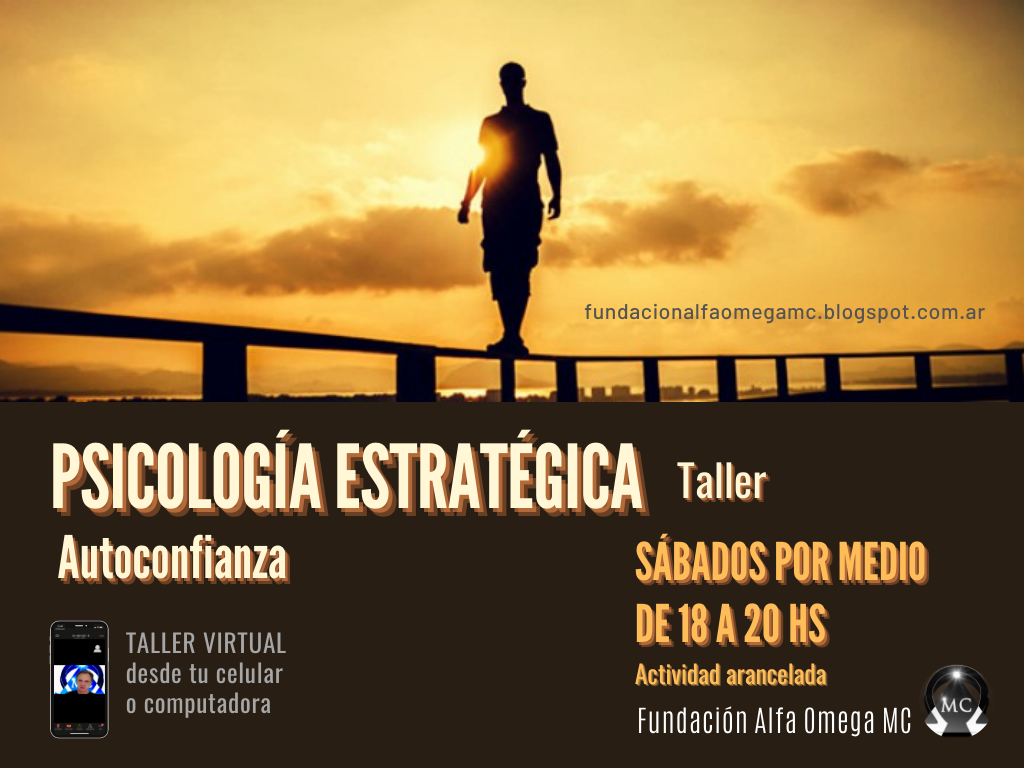 fundacionalfaomegamc.blogspot.com.ar
PSICOLOGÍA ESTRATÉGICA
Taller
Autoconfianza
SÁBADOS POR MEDIO
DE 18 A 20 HS
Actividad arancelada
TALLER VIRTUAL
desde tu celular
o computadora
Fundación Alfa Omega MC
MC